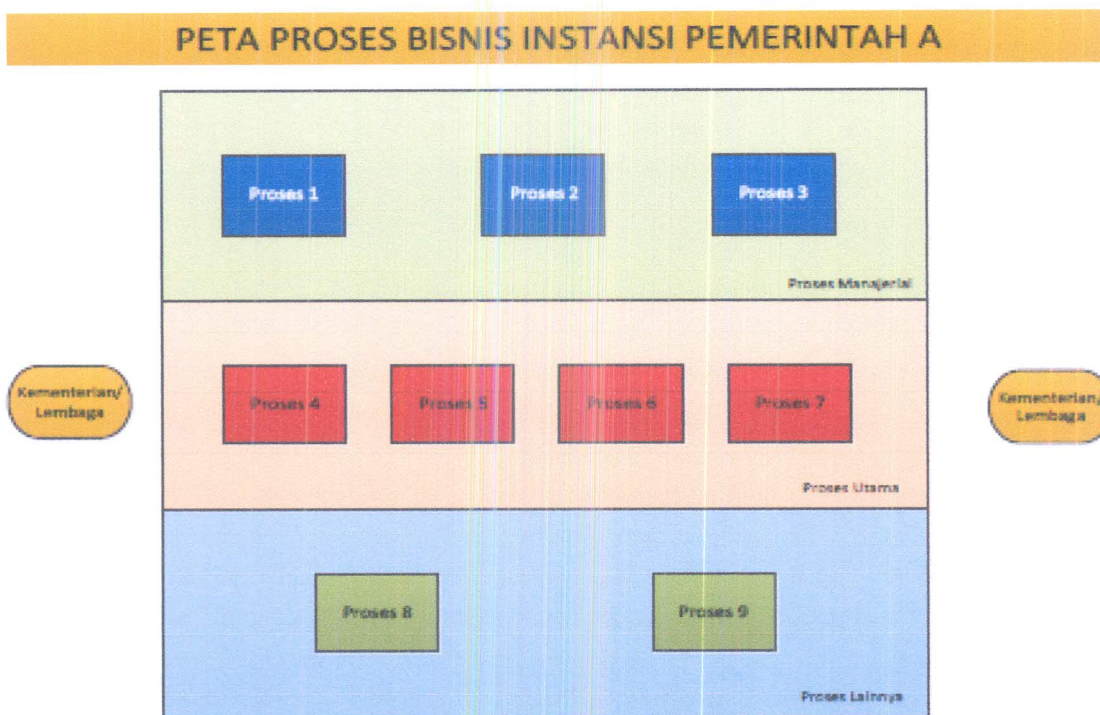 PETA PROSES BISNIS INSTANSI PEMERINTAH A
Proses 1
Proses 2
Proses 3
Proses Manajerial
Kementerian/
Lembaga
Proses 4
Proses 5
Proses 6
Proses 7
Kementerian/
Lembaga
Proses Utama
Proses 8
Proses 9
Proses Lainnya